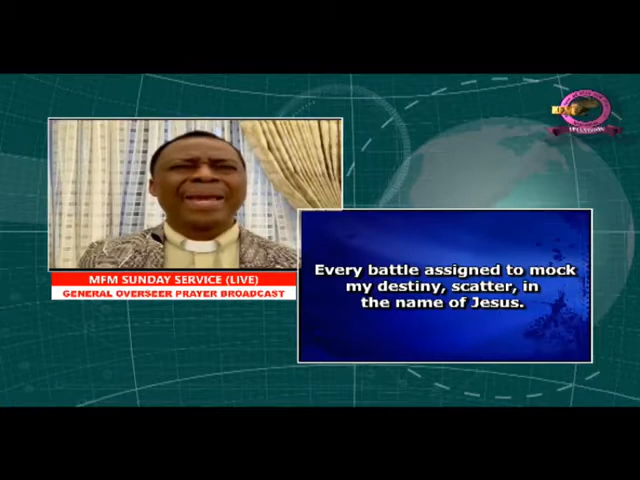 MFM SUNDAY SERVICE (LIVE)
GENERAL OVERSEER PRAYER BROADCAST
Every battle assigned to mock
my destiny, scatter, in
the name of Jesus.